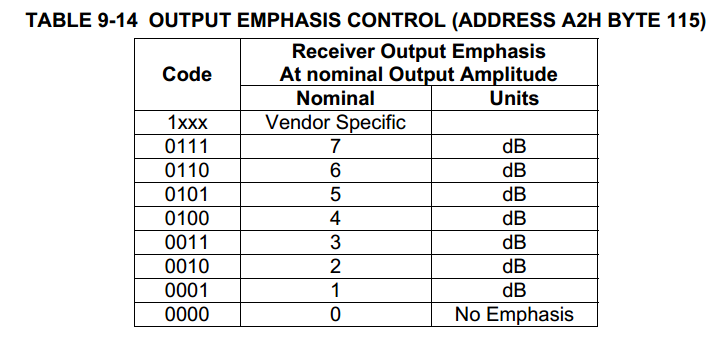 TABLE 9-14 OUTPUT EMPHASIS CONTROL (ADDRESS A2H BYTE 115)
Code Receiver Output Emphasis
At nominal Output Amplitude
Nominal Units
1xxx Vendor Specific
0111 7 dB
0110 6 dB
0101 5 dB
0100 4 dB
0011 3 dB
0010 2 dB
0001 1 dB
0000 0 No Emphasis